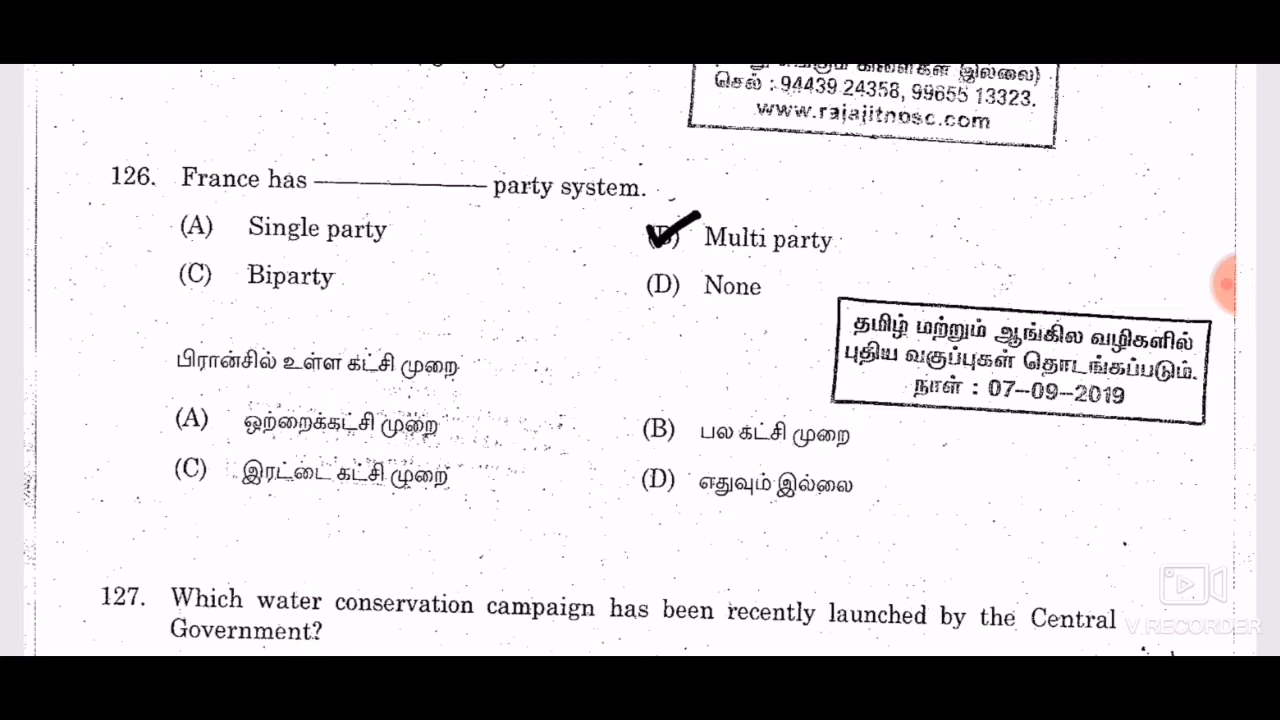 இல்லை)
செல் : 94439 24358, 99655 13323.
www.rajajitnosc.com
126. France has ———————— party system.
(A) Single party
(B) Multi party
(C) Biparty
(D) None
தமிழ் மற்றும் ஆங்கில வழிகளில்
புதிய வகுப்புகள் தொடங்கப்படும்.
நாள் : 07–09–2019
பிரான்சில் உள்ள கட்சி முறை
(A) ஒற்றைக்கட்சி முறை
(B) பல கட்சி முறை
(C) இரட்டை கட்சி முறை
(D) எதுவும் இல்லை
127. Which water conservation campaign has been recently launched by the Central
Government?
V.RECORDER